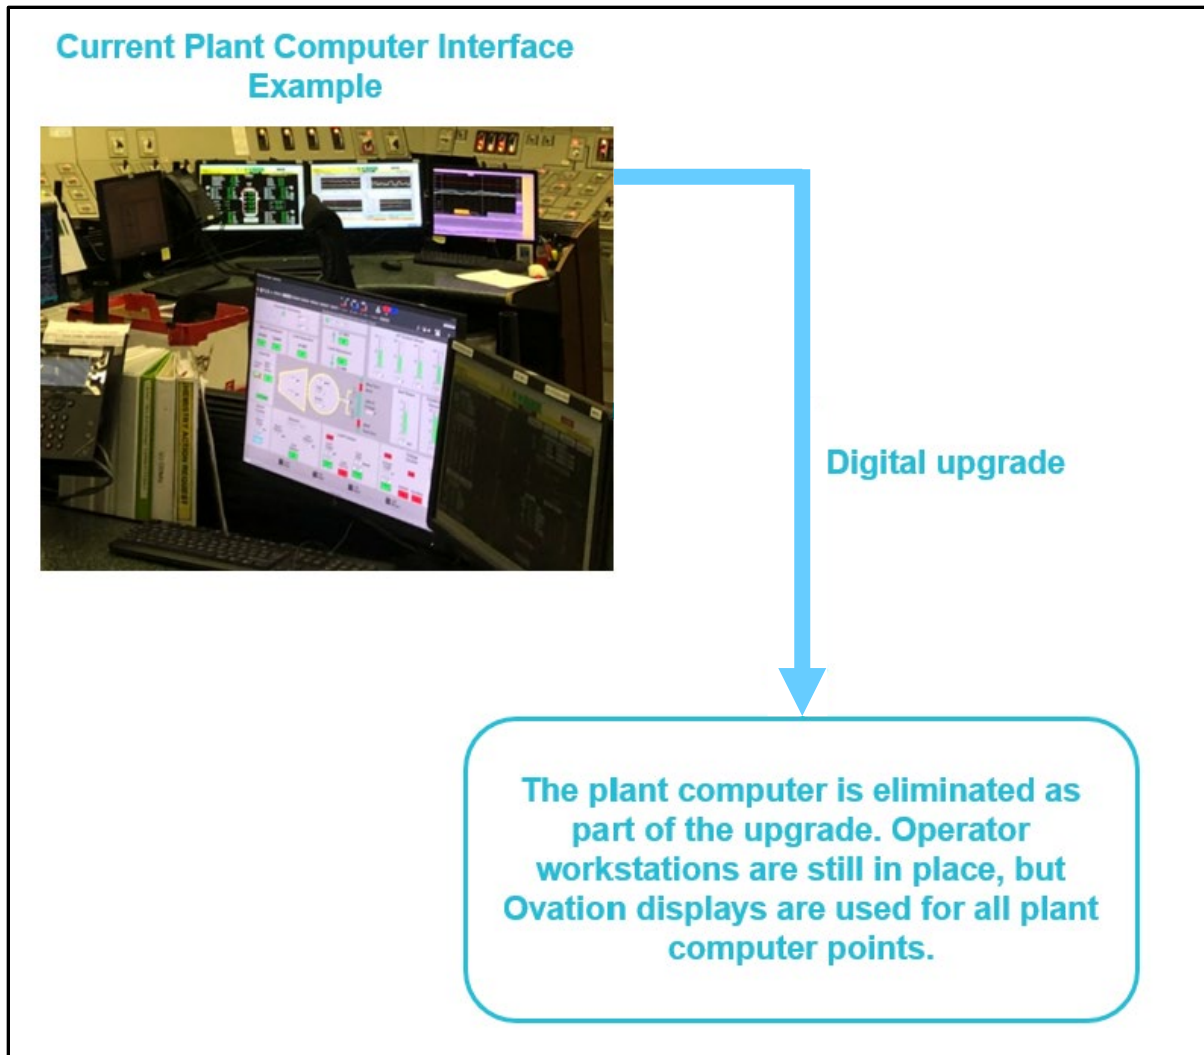 Current Plant Computer Interface
Example
Digital upgrade
The plant computer is eliminated as
part of the upgrade. Operator
workstations are still in place, but
Ovation displays are used for all plant
computer points.